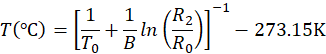 T(°C) = [1/T₀ + 1/B ln (R₂/R₀)]⁻¹ − 273.15K